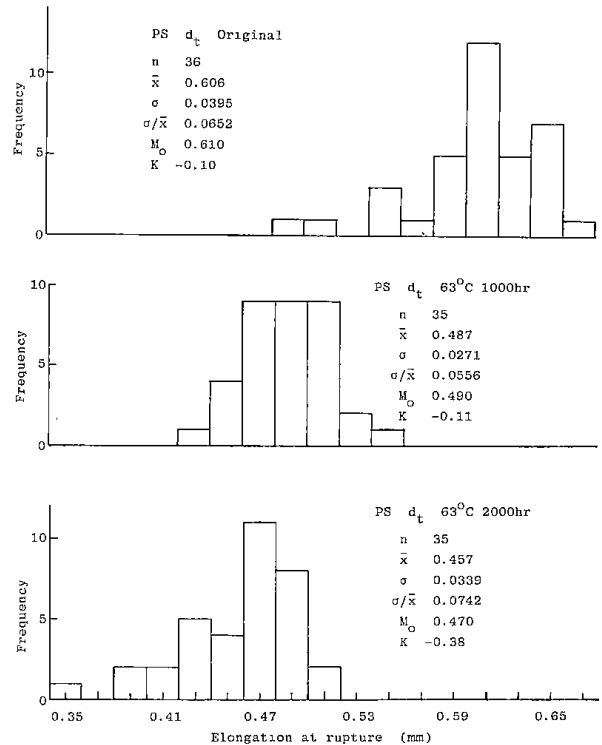 PS d_t Original
n 36
x̄ 0.606
σ 0.0395
σ/x̄ 0.0652
M_o 0.610
K -0.10
Frequency
10
5
0
PS d_t 63°C 1000hr
n 35
x̄ 0.487
σ 0.0271
σ/x̄ 0.0556
M_o 0.490
K -0.11
Frequency
10
5
0
PS d_t 63°C 2000hr
n 35
x̄ 0.457
σ 0.0339
σ/x̄ 0.0742
M_o 0.470
K -0.38
Frequency
10
5
0
0.35 0.41 0.47 0.53 0.59 0.65
Elongation at rupture (mm)